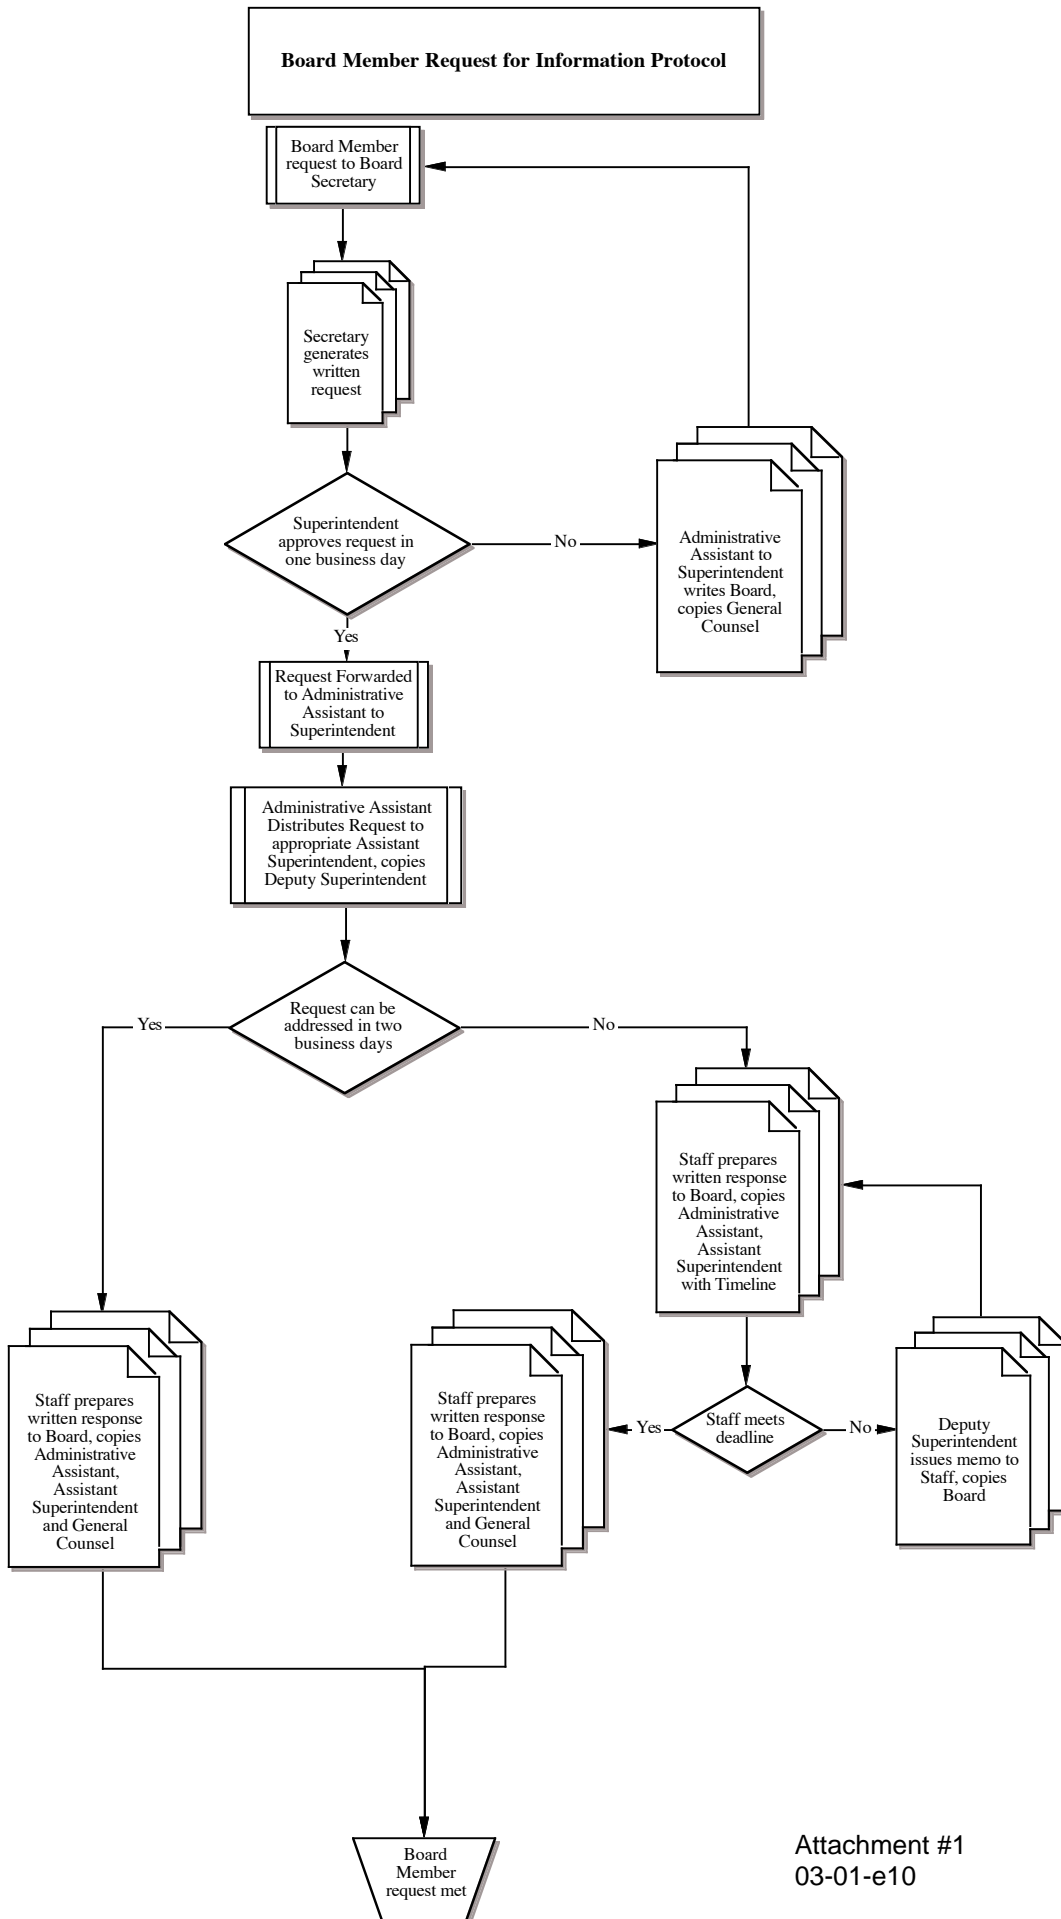 Board Member Request for Information Protocol
Board Member
request to Board
Secretary
Secretary
generates
written
request
Superintendent
approves request in
one business day
No
Administrative
Assistant to
Superintendent
writes Board,
copies General
Counsel
Yes
Request Forwarded
to Administrative
Assistant to
Superintendent
Administrative Assistant
Distributes Request to
appropriate Assistant
Superintendent, copies
Deputy Superintendent
Request can be
addressed in two
business days
Yes
No
Staff prepares
written response
to Board, copies
Administrative
Assistant,
Assistant
Superintendent
with Timeline
Staff prepares
written response
to Board, copies
Administrative
Assistant,
Assistant
Superintendent
and General
Counsel
Staff prepares
written response
to Board, copies
Administrative
Assistant,
Assistant
Superintendent
and General
Counsel
Yes
Staff meets
deadline
No
Deputy
Superintendent
issues memo to
Staff, copies
Board
Board
Member
request met
Attachment #1
03-01-e10